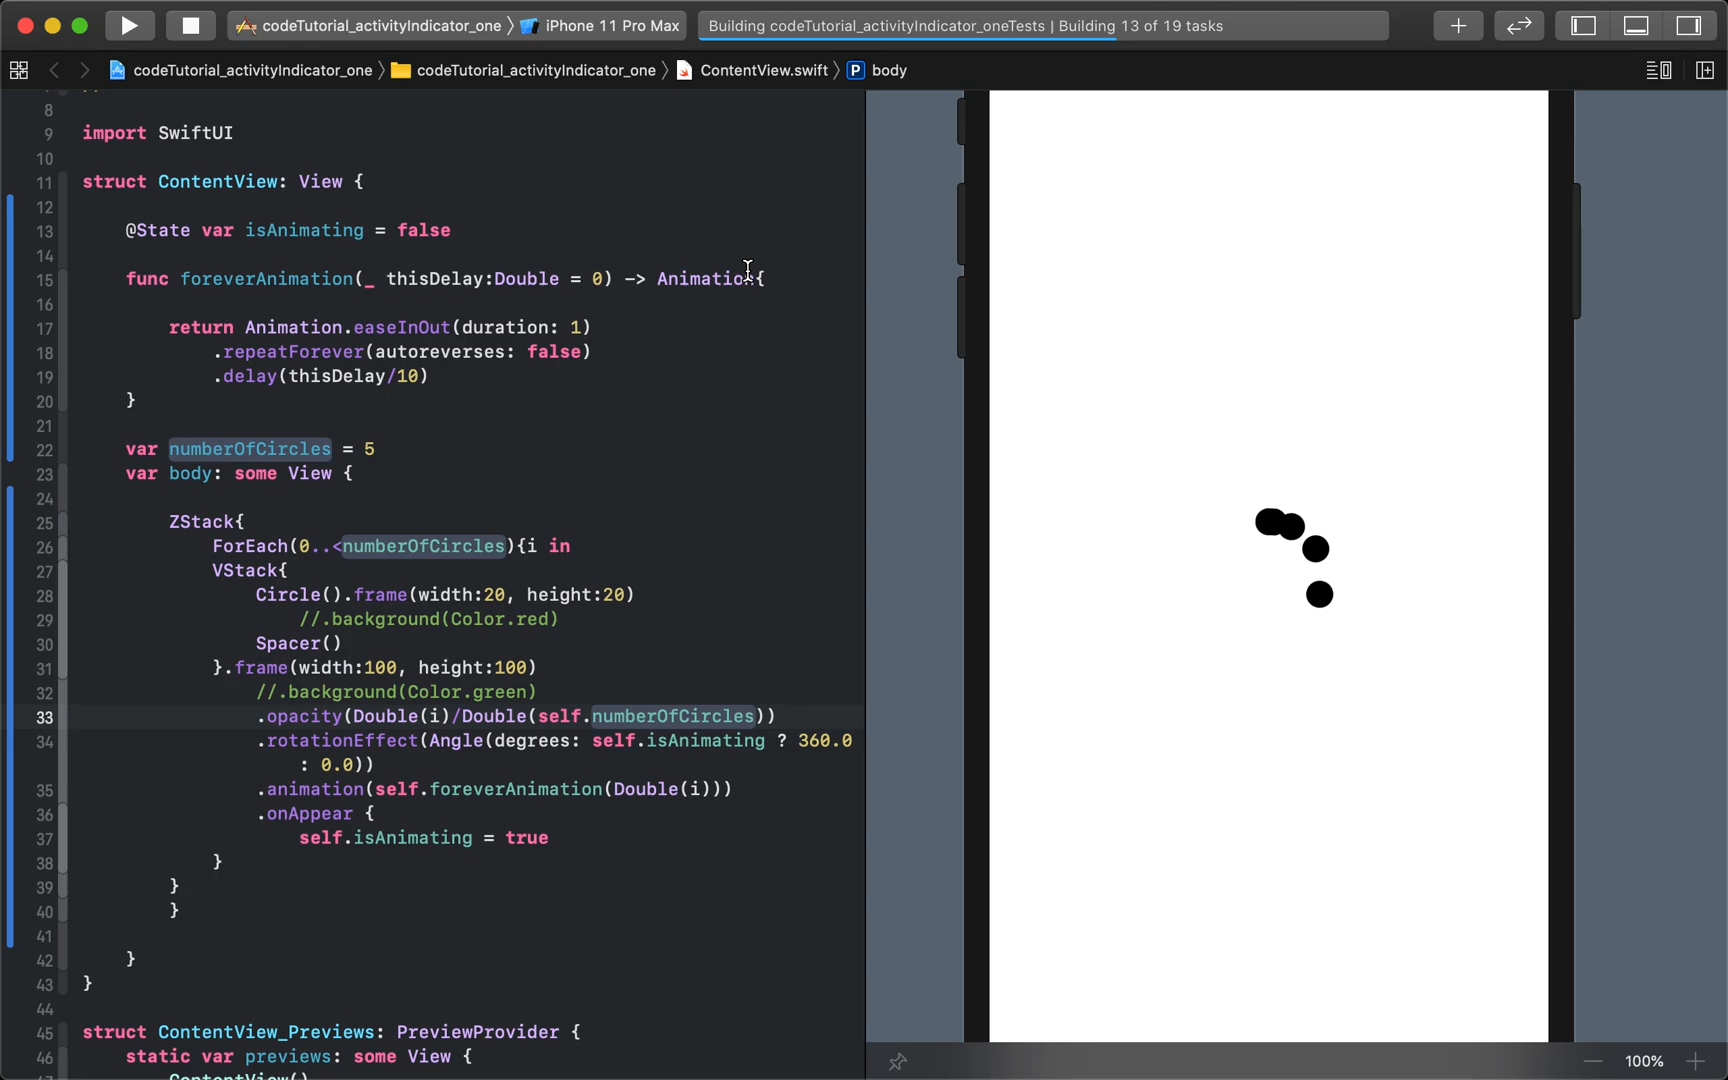 codeTutorial_activityIndicator_one 〉 iPhone 11 Pro Max
Building codeTutorial_activityIndicator_oneTests | Building 13 of 19 tasks
codeTutorial_activityIndicator_one 〉 codeTutorial_activityIndicator_one 〉 ContentView.swift 〉 P body
8
9 import SwiftUI
10
11 struct ContentView: View {
12
13 @State var isAnimating = false
14
15 func foreverAnimation(_ thisDelay:Double = 0) -> Animation{
16
17 return Animation.easeInOut(duration: 1)
18 .repeatForever(autoreverses: false)
19 .delay(thisDelay/10)
20 }
21
22 var numberOfCircles = 5
23 var body: some View {
24
25 ZStack{
26 ForEach(0..<numberOfCircles){i in
27 VStack{
28 Circle().frame(width:20, height:20)
29 //.background(Color.red)
30 Spacer()
31 }.frame(width:100, height:100)
32 //.background(Color.green)
33 .opacity(Double(i)/Double(self.numberOfCircles))
34 .rotationEffect(Angle(degrees: self.isAnimating ? 360.0
: 0.0))
35 .animation(self.foreverAnimation(Double(i)))
36 .onAppear {
37 self.isAnimating = true
38 }
39 }
40 }
41
42 }
43 }
44
45 struct ContentView_Previews: PreviewProvider {
46 static var previews: some View {
ContentView()
100%